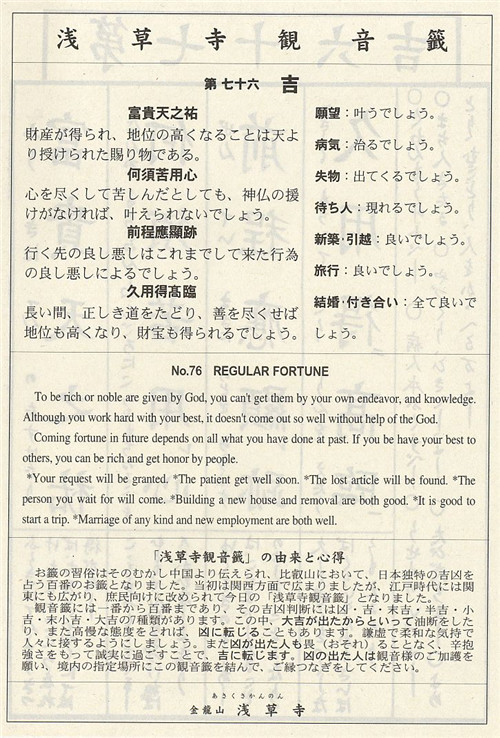 浅草寺観音籤
第七十六 吉
富貴天之祐
財産が得られ、地位の高くなることは天よ
り授けられた賜り物である。
何須苦用心
心を尽くして苦しんだとしても、神仏の援
けがなければ、叶えられないでしょう。
前程應顯跡
行く先の良し悪しはこれまでして来た行為
の良し悪しによるでしょう。
久用得髙臨
長い間、正しき道をたどり、善を尽くせば
地位も高くなり、財宝も得られるでしょう。
願望：叶うでしょう。
病気：治るでしょう。
失物：出てくるでしょう。
待ち人：現れるでしょう。
新築・引越：良いでしょう。
旅行：良いでしょう。
結婚・付き合い：全て良いで
しょう。
No.76 REGULAR FORTUNE
To be rich or noble are given by God, you can't get them by your own endeavor, and knowledge.
Although you work hard with your best, it doesn't come out so well without help of the God.
Coming fortune in future depends on all what you have done at past. If you be have your best to
others, you can be rich and get honor by people.
*Your request will be granted. *The patient get well soon. *The lost article will be found. *The
person you wait for will come. *Building a new house and removal are both good. *It is good to
start a trip. *Marriage of any kind and new employment are both well.
「浅草寺観音籤」の由来と心得
お籤の習俗はそのむかし中国より伝えられ、比叡山において、日本独特の吉凶を
占う百番のお籤となりました。当初は関西方面で広まりましたが、江戸時代には関
東にも広がり、庶民向けに改められて今日の「浅草寺観音籤」となりました。
観音籤には一番から百番まであり、その吉凶判断には凶・吉・末吉・半吉・小
吉・末小吉・大吉の7種類があります。この中、大吉が出たからといって油断をした
り、また高慢な態度をとれば、凶に転じることもあります。謙虚で柔和な気持で
人々に接するようにしましょう。また凶が出た人も畏（おそれ）ることなく、辛抱
強さをもって誠実に過ごすことで、吉に転じます。凶の出た人は観音様のご加護を
願い、境内の指定場所にこの観音籤を結んで、ご縁つなぎをしてください。
あさくさかんのん
金龍山 浅草寺